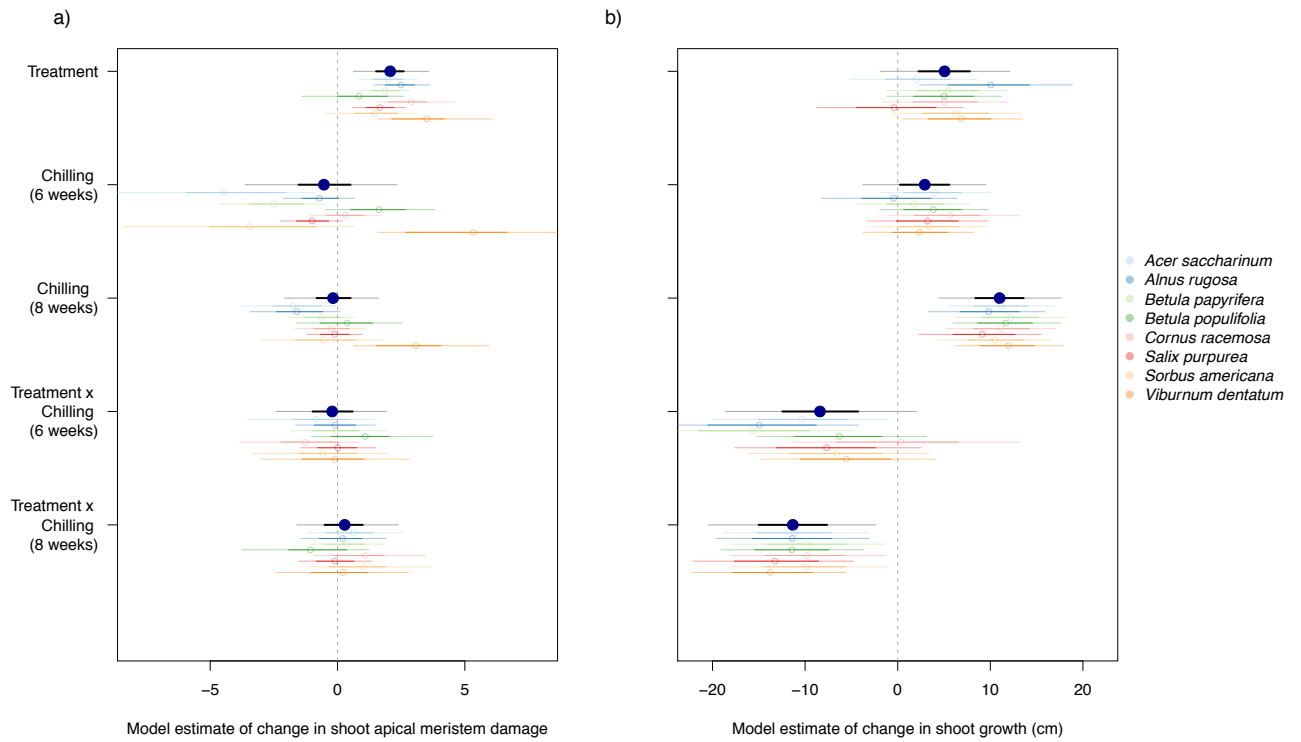 a)
b)
Treatment
Chilling
(6 weeks)
Chilling
(8 weeks)
Treatment x
Chilling
(6 weeks)
Treatment x
Chilling
(8 weeks)
−5
0
5
Model estimate of change in shoot apical meristem damage
−20
−10
0
10
20
Model estimate of change in shoot growth (cm)
Acer saccharinum
Alnus rugosa
Betula papyrifera
Betula populifolia
Cornus racemosa
Salix purpurea
Sorbus americana
Viburnum dentatum